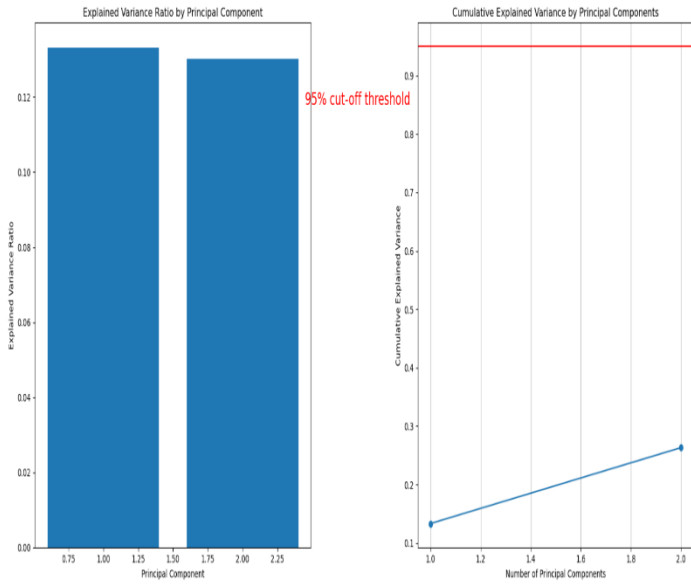 Explained Variance Ratio by Principal Component
Explained Variance Ratio
0.12
0.10
0.08
0.06
0.04
0.02
0.00
0.75 1.00 1.25 1.50 1.75 2.00 2.25
Principal Component
95% cut-off threshold
Cumulative Explained Variance by Principal Components
Cumulative Explained Variance
0.9
0.8
0.7
0.6
0.5
0.4
0.3
0.2
0.1
1.0 1.2 1.4 1.6 1.8 2.0
Number of Principal Components